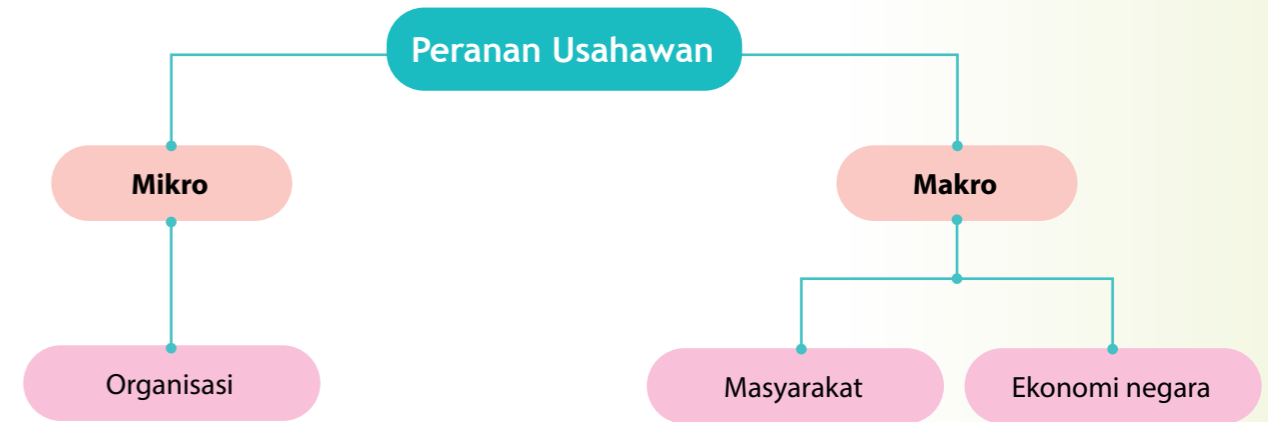 Peranan Usahawan
Mikro
Makro
Organisasi
Masyarakat
Ekonomi negara